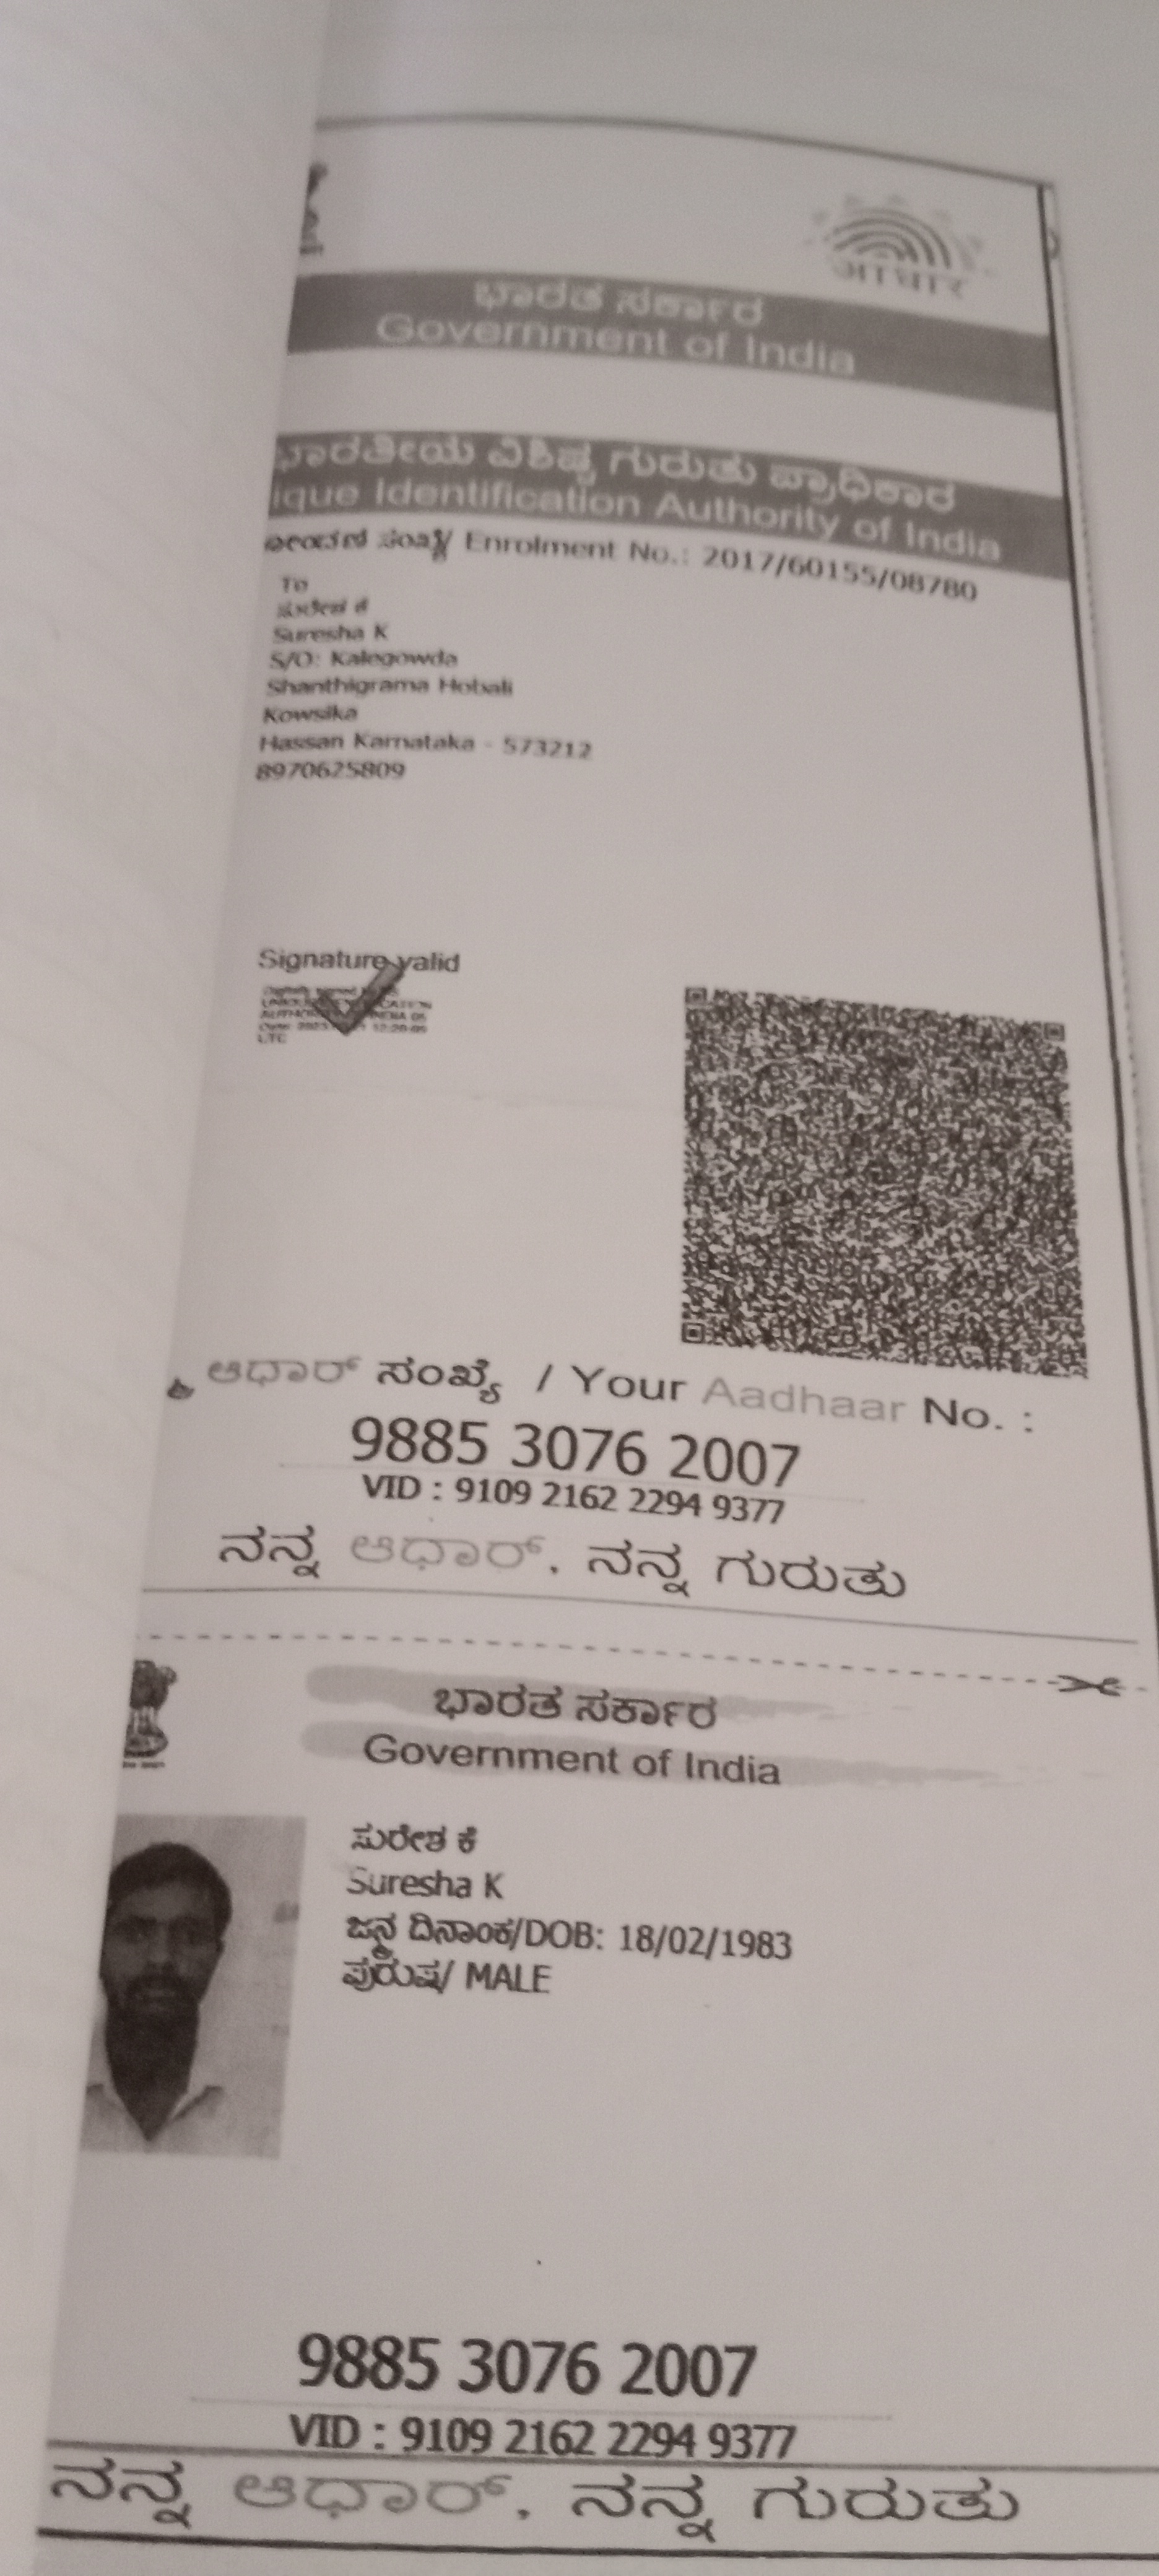 आधार
ಭಾರತ ಸರ್ಕಾರ
Government of India
ಭಾರತೀಯ ವಿಶಿಷ್ಟ ಗುರುತು ಪ್ರಾಧಿಕಾರ
ique Identification Authority of India
Enrolment No.: 2017/60155/08780
To
ಸುರೇಶ ಕೆ
Suresha K
S/O: Kalegowda
Shanthigrama Hobali
Kowsika
Hassan Karnataka - 573212
8970625809
Signature valid
ಆಧಾರ್ ಸಂಖ್ಯೆ / Your Aadhaar No. :
9885 3076 2007
VID : 9109 2162 2294 9377
ನನ್ನ ಆಧಾರ್, ನನ್ನ ಗುರುತು
ಭಾರತ ಸರ್ಕಾರ
Government of India
ಸುರೇಶ ಕೆ
Suresha K
ಜನ್ಮ ದಿನಾಂಕ/DOB: 18/02/1983
ಪುರುಷ/ MALE
9885 3076 2007
VID : 9109 2162 2294 9377
ನನ್ನ ಆಧಾರ್, ನನ್ನ ಗುರುತು